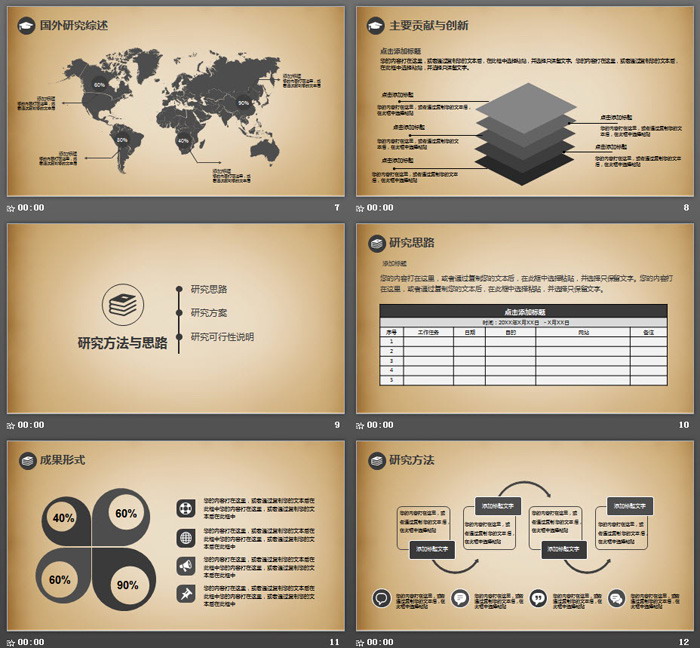 国外研究综述
60%
90%
80%
40%
添加标题
添加标题
添加标题
添加标题
00:00
7
主要贡献与创新
点击添加标题
您的内容打在这里，或者通过复制您的文本后，在此框中选择粘贴，并选择只保留文字。您的内容打在这里，或者通过复制您的文本后，
在此框中选择粘贴，并选择只保留文字。
点击添加标题
您的内容打在这里，或者通过复制您的文本
后，在此框中选择粘贴
点击添加标题
您的内容打在这里，或者通过复制您的文
本后，在此框中选择粘贴
点击添加标题
您的内容打在这里，或者通过复制您的文本
后，在此框中选择粘贴
点击添加标题
您的内容打在这里，或者通过复制您的文
本后，在此框中选择粘贴
点击添加标题
您的内容打在这里，或者通过复制您的文本
后，在此框中选择粘贴
00:00
8
研究方法与思路
研究思路
研究方案
研究可行性说明
00:00
9
研究思路
添加标题
您的内容打在这里，或者通过复制您的文本后，在此框中选择粘贴，并选择只保留文字。您的内容打
在这里，或者通过复制您的文本后，在此框中选择粘贴，并选择只保留文字。
点击添加标题
时间：20XX年X月XX日 -X月XX日
序号 工作任务 日期 目的 网站 备注
1
2
3
4
5
00:00
10
成果形式
40%
60%
60%
90%
您的内容打在这里，或者通过复制您的文本后在
此框中您的内容打在这里，或者通过复制您的文
本后在此框中
您的内容打在这里，或者通过复制您的文本后在
此框中您的内容打在这里，或者通过复制您的文
本后在此框中
您的内容打在这里，或者通过复制您的文本后在
此框中您的内容打在这里，或者通过复制您的文
本后在此框中
您的内容打在这里，或者通过复制您的文本后在
此框中您的内容打在这里，或者通过复制您的文
本后在此框中
00:00
11
研究方法
您的内容打在这里，或
者通过复制您的文本后，
在此框中选择粘贴
添加标题文字
添加标题文字
您的内容打在这里，或
者通过复制您的文本后，
在此框中选择粘贴
您的内容打在这里，或
者通过复制您的文本后，
在此框中选择粘贴
添加标题文字
添加标题文字
您的内容打在这里，或
者通过复制您的文本后，
在此框中选择粘贴
您的内容打在这里，或者
通过复制您的文本后，在
此框中选择粘贴
您的内容打在这里，或者
通过复制您的文本后，在
此框中选择粘贴
您的内容打在这里，或者
通过复制您的文本后，在
此框中选择粘贴
您的内容打在这里，或者
通过复制您的文本后，在
此框中选择粘贴
00:00
12